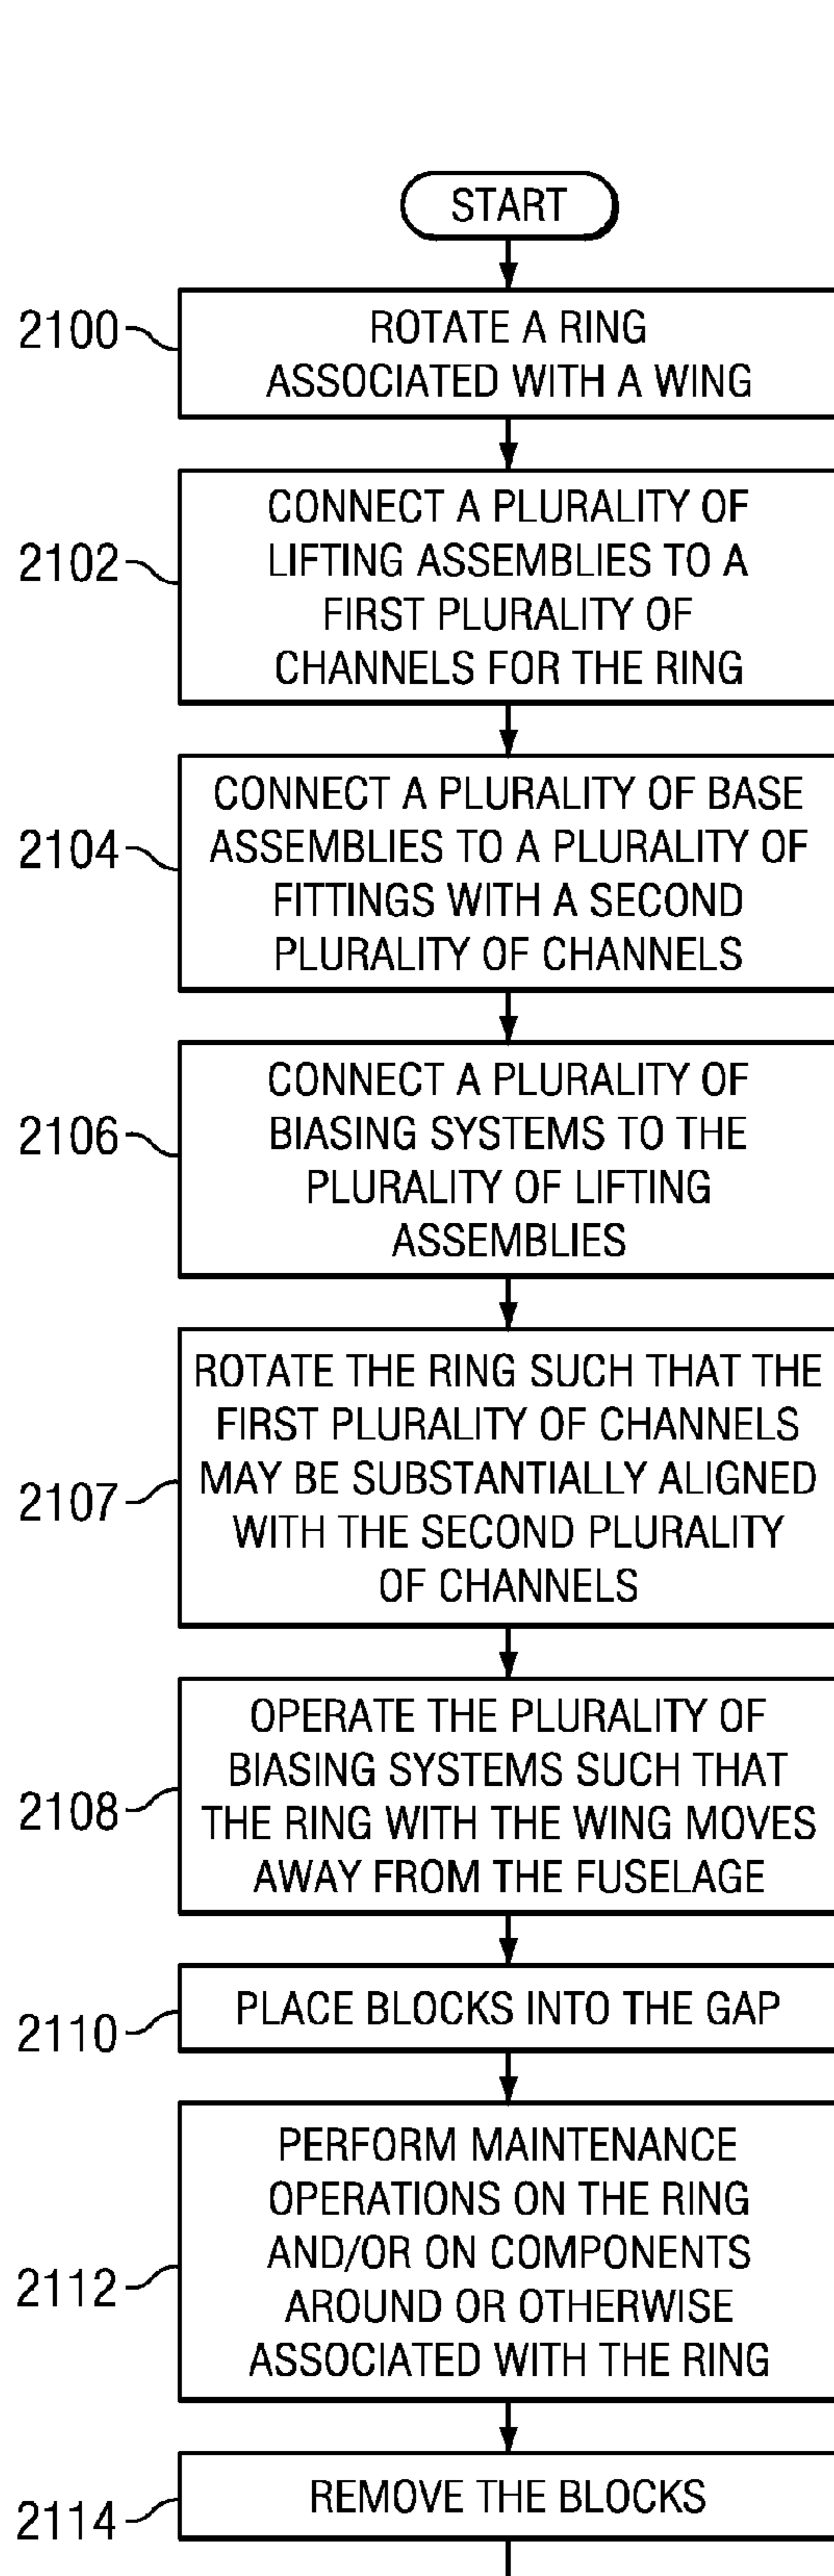 START
2100
ROTATE A RING
ASSOCIATED WITH A WING
2102
CONNECT A PLURALITY OF
LIFTING ASSEMBLIES TO A
FIRST PLURALITY OF
CHANNELS FOR THE RING
2104
CONNECT A PLURALITY OF BASE
ASSEMBLIES TO A PLURALITY OF
FITTINGS WITH A SECOND
PLURALITY OF CHANNELS
2106
CONNECT A PLURALITY OF
BIASING SYSTEMS TO THE
PLURALITY OF LIFTING
ASSEMBLIES
2107
ROTATE THE RING SUCH THAT THE
FIRST PLURALITY OF CHANNELS
MAY BE SUBSTANTIALLY ALIGNED
WITH THE SECOND PLURALITY
OF CHANNELS
2108
OPERATE THE PLURALITY OF
BIASING SYSTEMS SUCH THAT
THE RING WITH THE WING MOVES
AWAY FROM THE FUSELAGE
2110
PLACE BLOCKS INTO THE GAP
2112
PERFORM MAINTENANCE
OPERATIONS ON THE RING
AND/OR ON COMPONENTS
AROUND OR OTHERWISE
ASSOCIATED WITH THE RING
2114
REMOVE THE BLOCKS